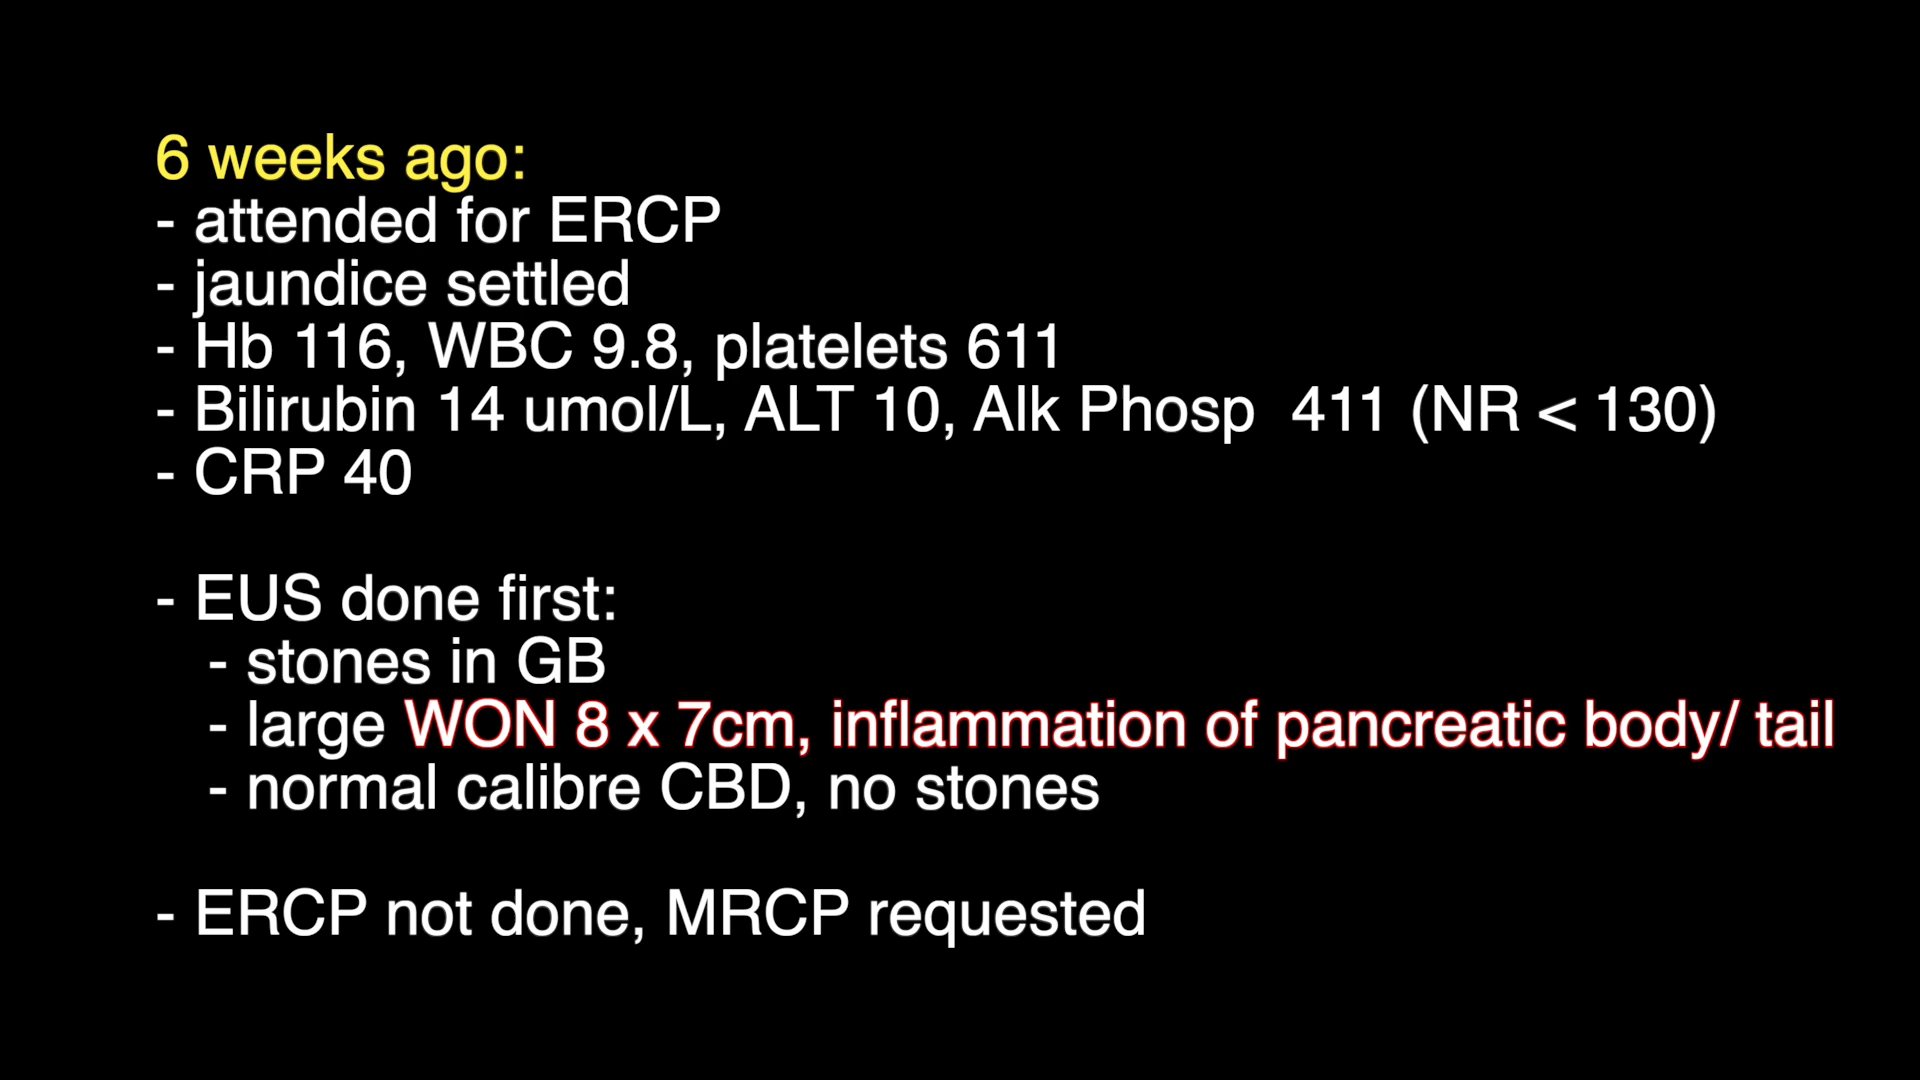 6 weeks ago:
- attended for ERCP
- jaundice settled
- Hb 116, WBC 9.8, platelets 611
- Bilirubin 14 umol/L, ALT 10, Alk Phosp  411 (NR < 130)
- CRP 40
- EUS done first:
- stones in GB
- large WON 8 x 7cm, inflammation of pancreatic body/ tail
- normal calibre CBD, no stones
- ERCP not done, MRCP requested